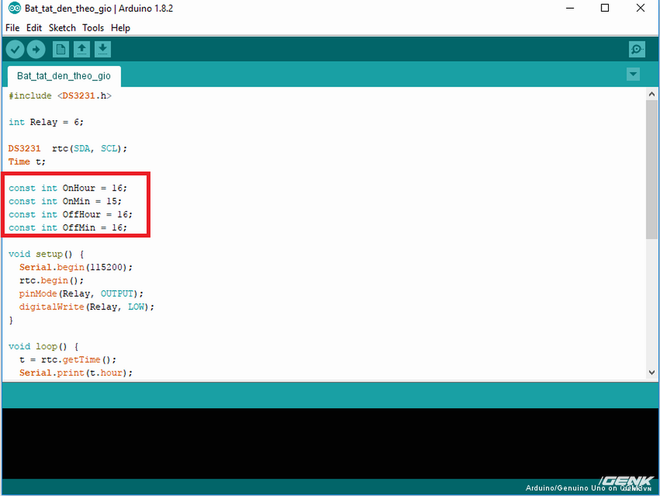 Bat_tat_den_theo_gio | Arduino 1.8.2
File Edit Sketch Tools Help
Bat_tat_den_theo_gio
#include <DS3231.h>
int Relay = 6;
DS3231  rtc(SDA, SCL);
Time t;
const int OnHour = 16;
const int OnMin = 15;
const int OffHour = 16;
const int OffMin = 16;
void setup() {
  Serial.begin(115200);
  rtc.begin();
  pinMode(Relay, OUTPUT);
  digitalWrite(Relay, LOW);
}
void loop() {
  t = rtc.getTime();
  Serial.print(t.hour);
GENK
Arduino/Genuino Uno on